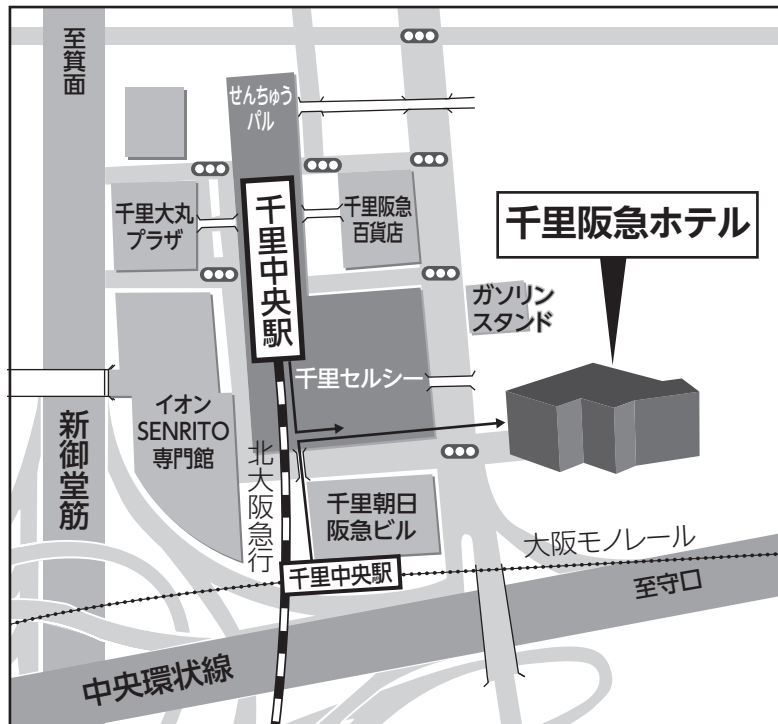 至箕面
せんちゅう
パル
千里大丸
プラザ
千里中央駅
千里阪急
百貨店
千里阪急ホテル
ガソリン
スタンド
千里セルシー
イオン
SENRITO
専門館
新御堂筋
北大阪急行
千里朝日
阪急ビル
大阪モノレール
千里中央駅
至守口
中央環状線